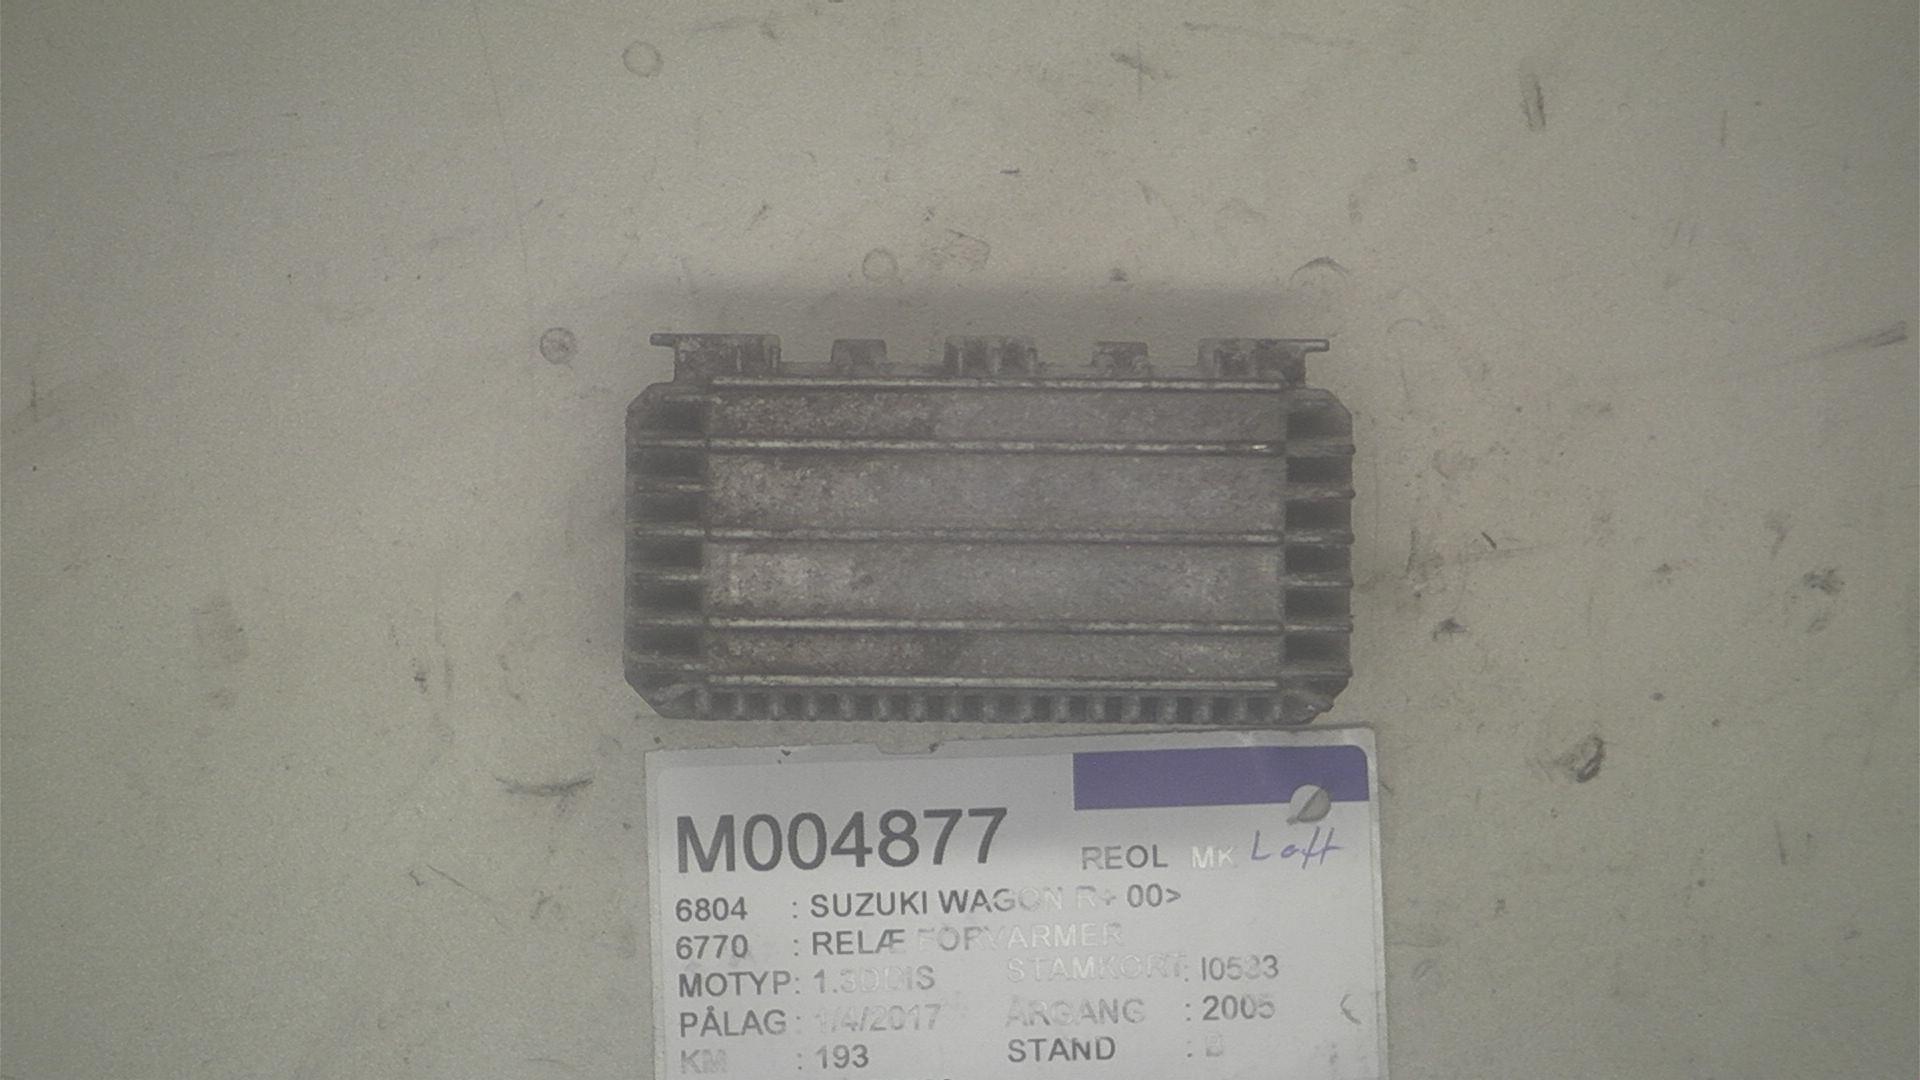 M004877 REOL MK Loft
6804 : SUZUKI WAGON R+ 00>
6770 : RELÆ FORVARMER
MOTYP: 1.3DDIS STAMKORT: I0533
PÅLAG : 1/4/2017 ÅRGANG : 2005
KM : 193 STAND : B